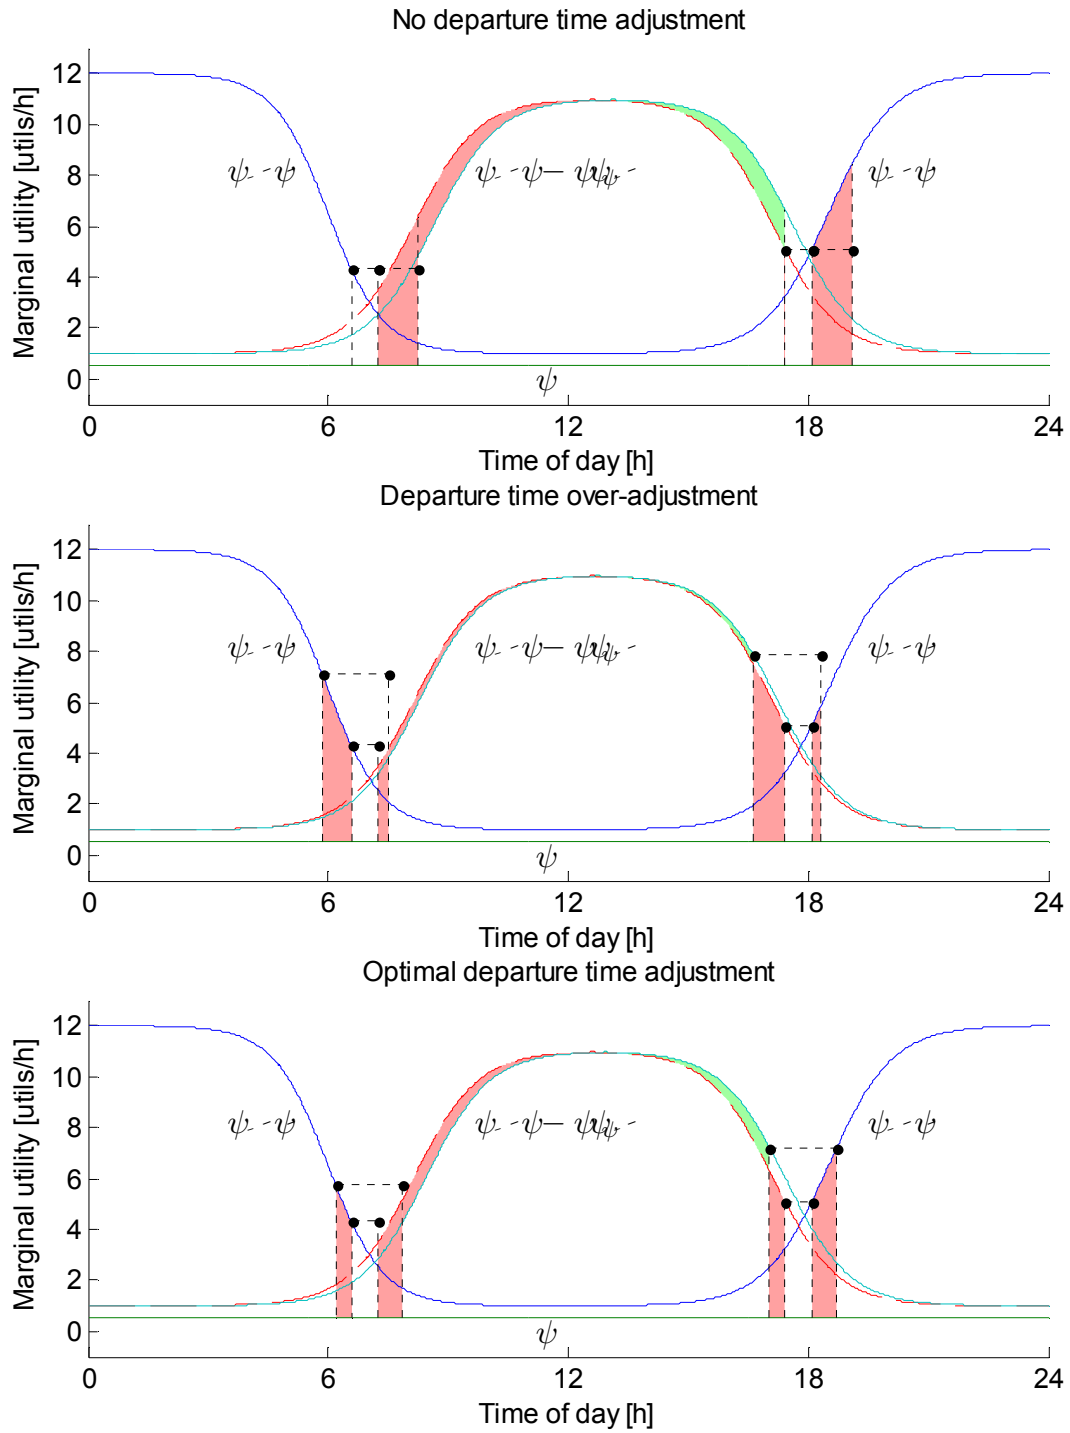 No departure time adjustment
Marginal utility [utils/h]
12
10
8
6
4
2
0
ψ
0 6 12 18 24
Time of day [h]
Departure time over-adjustment
Marginal utility [utils/h]
12
10
8
6
4
2
0
ψ
0 6 12 18 24
Time of day [h]
Optimal departure time adjustment
Marginal utility [utils/h]
12
10
8
6
4
2
0
ψ
0 6 12 18 24
Time of day [h]